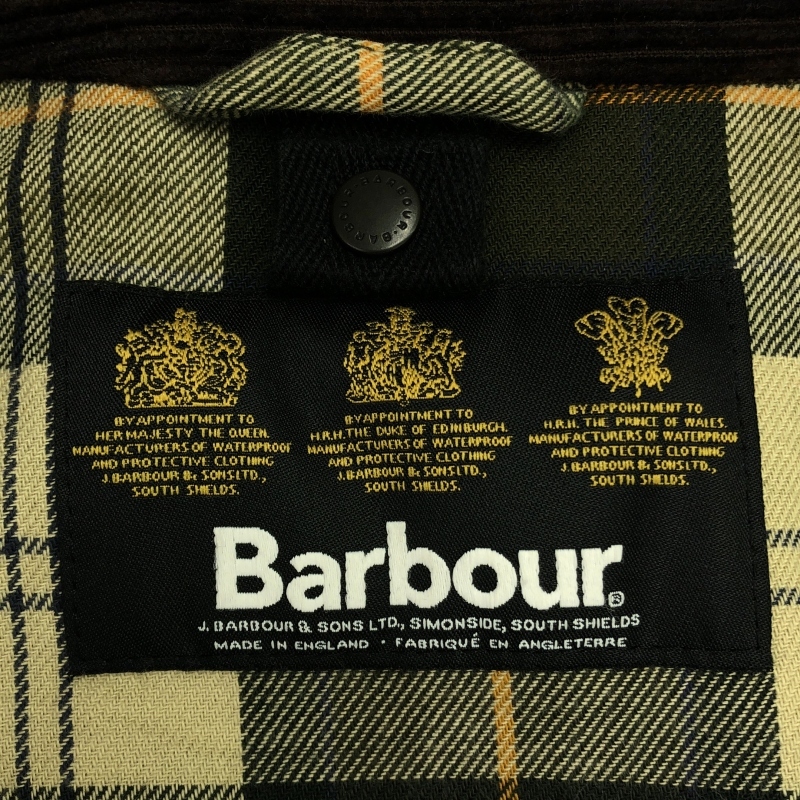 BARBOUR · BARBOUR · BARBOUR
BY APPOINTMENT TO
HER MAJESTY THE QUEEN.
MANUFACTURERS OF WATERPROOF
AND PROTECTIVE CLOTHING
J. BARBOUR & SONS LTD.,
SOUTH SHIELDS.
BY APPOINTMENT TO
H.R.H. THE DUKE OF EDINBURGH.
MANUFACTURERS OF WATERPROOF
AND PROTECTIVE CLOTHING
J. BARBOUR & SONS LTD.,
SOUTH SHIELDS.
BY APPOINTMENT TO
H.R.H. THE PRINCE OF WALES.
MANUFACTURERS OF WATERPROOF
AND PROTECTIVE CLOTHING
J. BARBOUR & SONS LTD.,
SOUTH SHIELDS.
Barbour®
J. BARBOUR & SONS LTD., SIMONSIDE, SOUTH SHIELDS
MADE IN ENGLAND · FABRIQUÉ EN ANGLETERRE